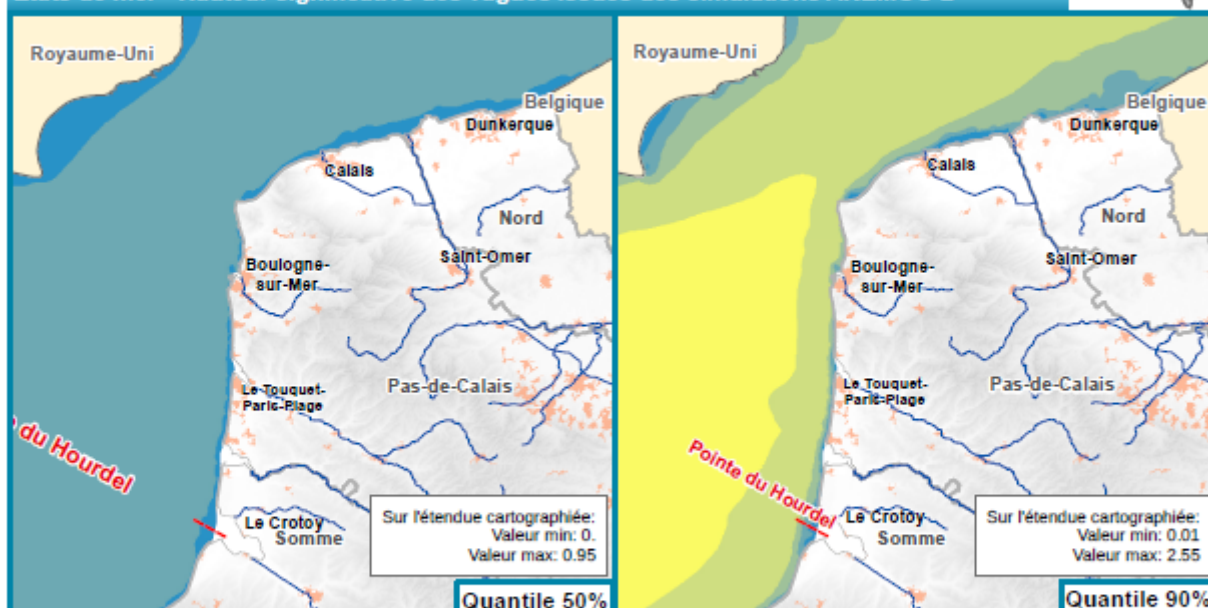 Royaume-Uni
Belgique
Dunkerque
Calais
Nord
Saint-Omer
Boulogne-
sur-Mer
Le Touquet-
Paris-Plage
Pas-de-Calais
du Hourdel
Le Crotoy
Somme
Sur l'étendue cartographiée:
Valeur min: 0.
Valeur max: 0.95
Quantile 50%
Royaume-Uni
Belgique
Dunkerque
Calais
Nord
Saint-Omer
Boulogne-
sur-Mer
Le Touquet-
Paris-Plage
Pas-de-Calais
Pointe du Hourdel
Le Crotoy
Somme
Sur l'étendue cartographiée:
Valeur min: 0.01
Valeur max: 2.55
Quantile 90%